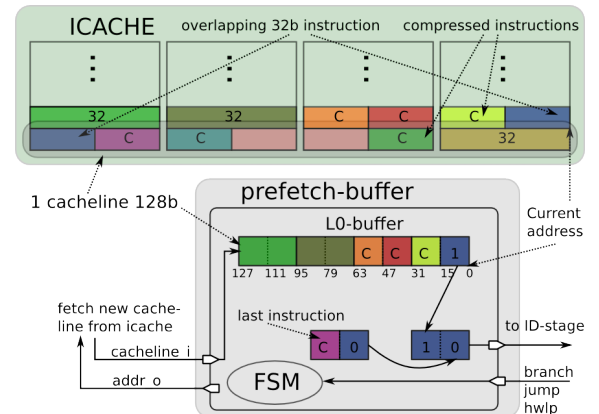 ICACHE
overlapping 32b instruction
compressed instructions
32
32
C
C
C
C
C
C
32
1 cacheline 128b
prefetch-buffer
L0-buffer
Current
address
C
C
C
1
127
111
95
79
63
47
31
15
0
fetch new cache-
line from icache
last instruction
C
0
1
0
to ID-stage
cacheline_i
addr_o
FSM
branch
jump
hwlp